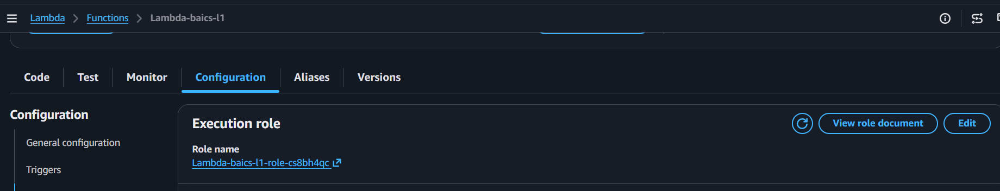 Lambda > Functions > Lambda-baics-l1
Code Test Monitor Configuration Aliases Versions
Configuration
General configuration
Triggers
Execution role
View role document Edit
Role name
Lambda-baics-l1-role-cs8bh4qc